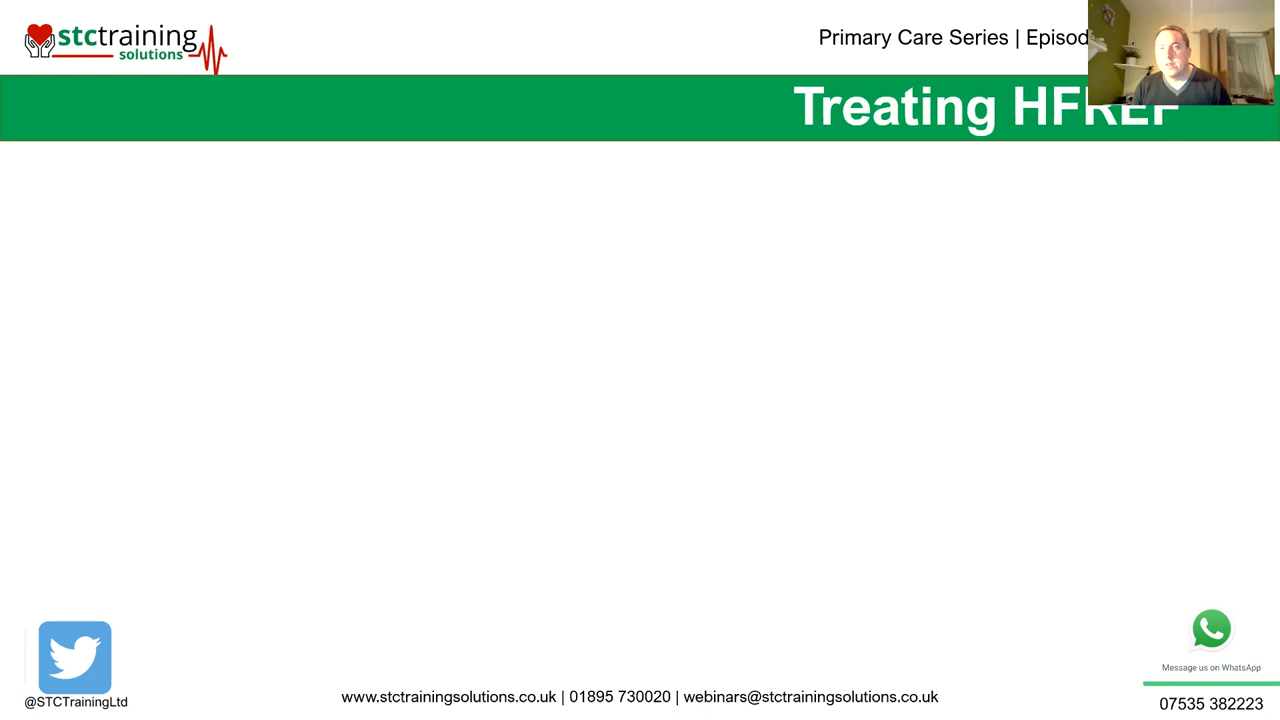 stctraining
solutions
Primary Care Series | Episod
Treating HFREF
@STCTrainingLtd
www.stctrainingsolutions.co.uk | 01895 730020 | webinars@stctrainingsolutions.co.uk
Message us on WhatsApp
07535 382223